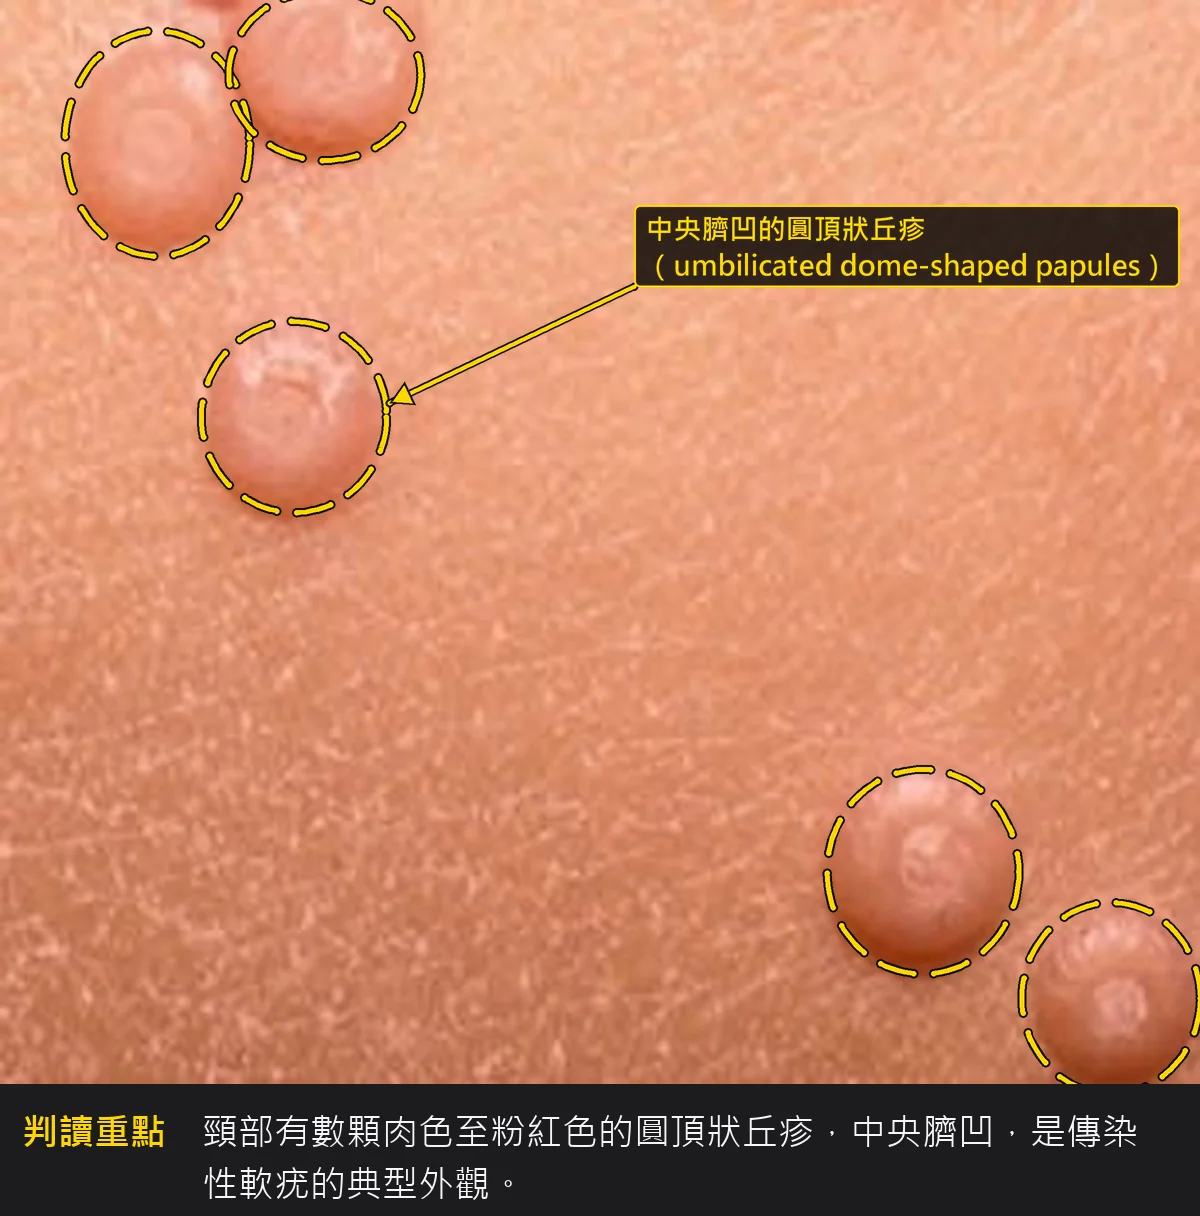 中央臍凹的圓頂狀丘疹
（umbilicated dome-shaped papules）
判讀重點 頸部有數顆肉色至粉紅色的圓頂狀丘疹，中央臍凹，是傳染
性軟疣的典型外觀。